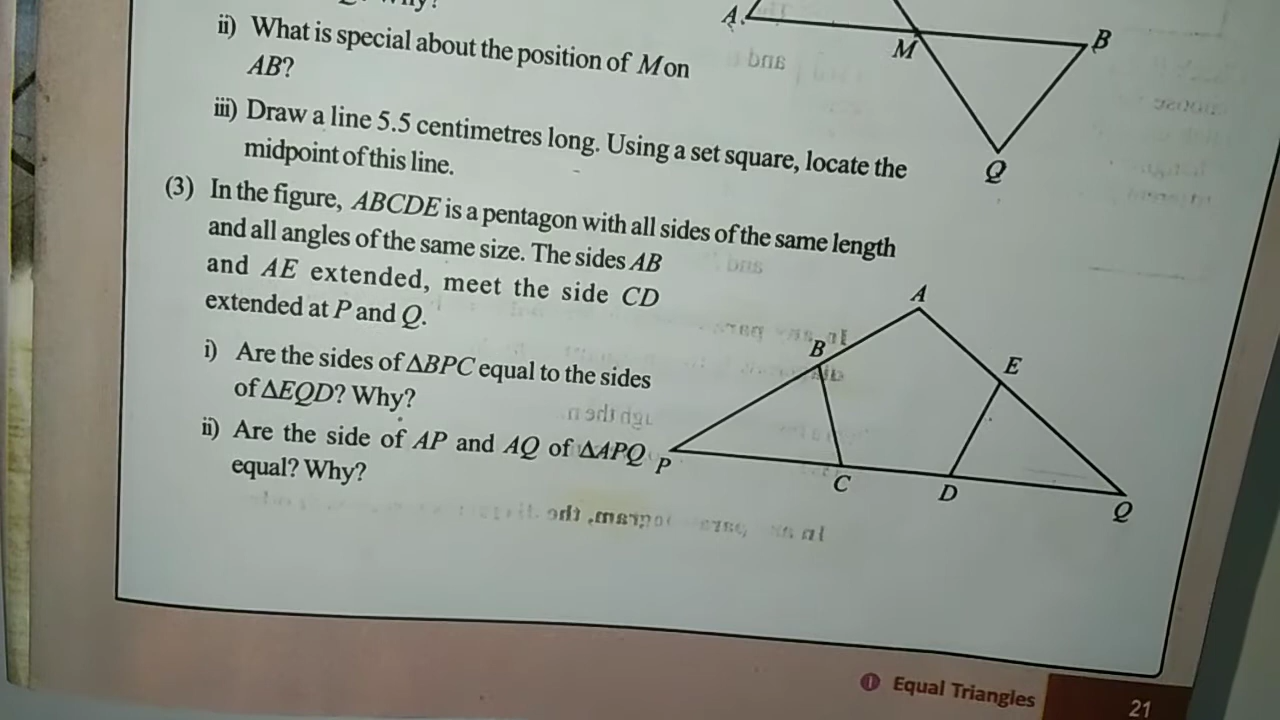 ii) What is special about the position of M on
AB?
iii) Draw a line 5.5 centimetres long. Using a set square, locate the
midpoint of this line.
A
M
B
Q
(3) In the figure, ABCDE is a pentagon with all sides of the same length
and all angles of the same size. The sides AB
and AE extended, meet the side CD
extended at P and Q.
i) Are the sides of ΔBPC equal to the sides
of ΔEQD? Why?
ii) Are the side of AP and AQ of ΔAPQ
equal? Why?
A
B
E
P
C
D
Q
1 Equal Triangles
21